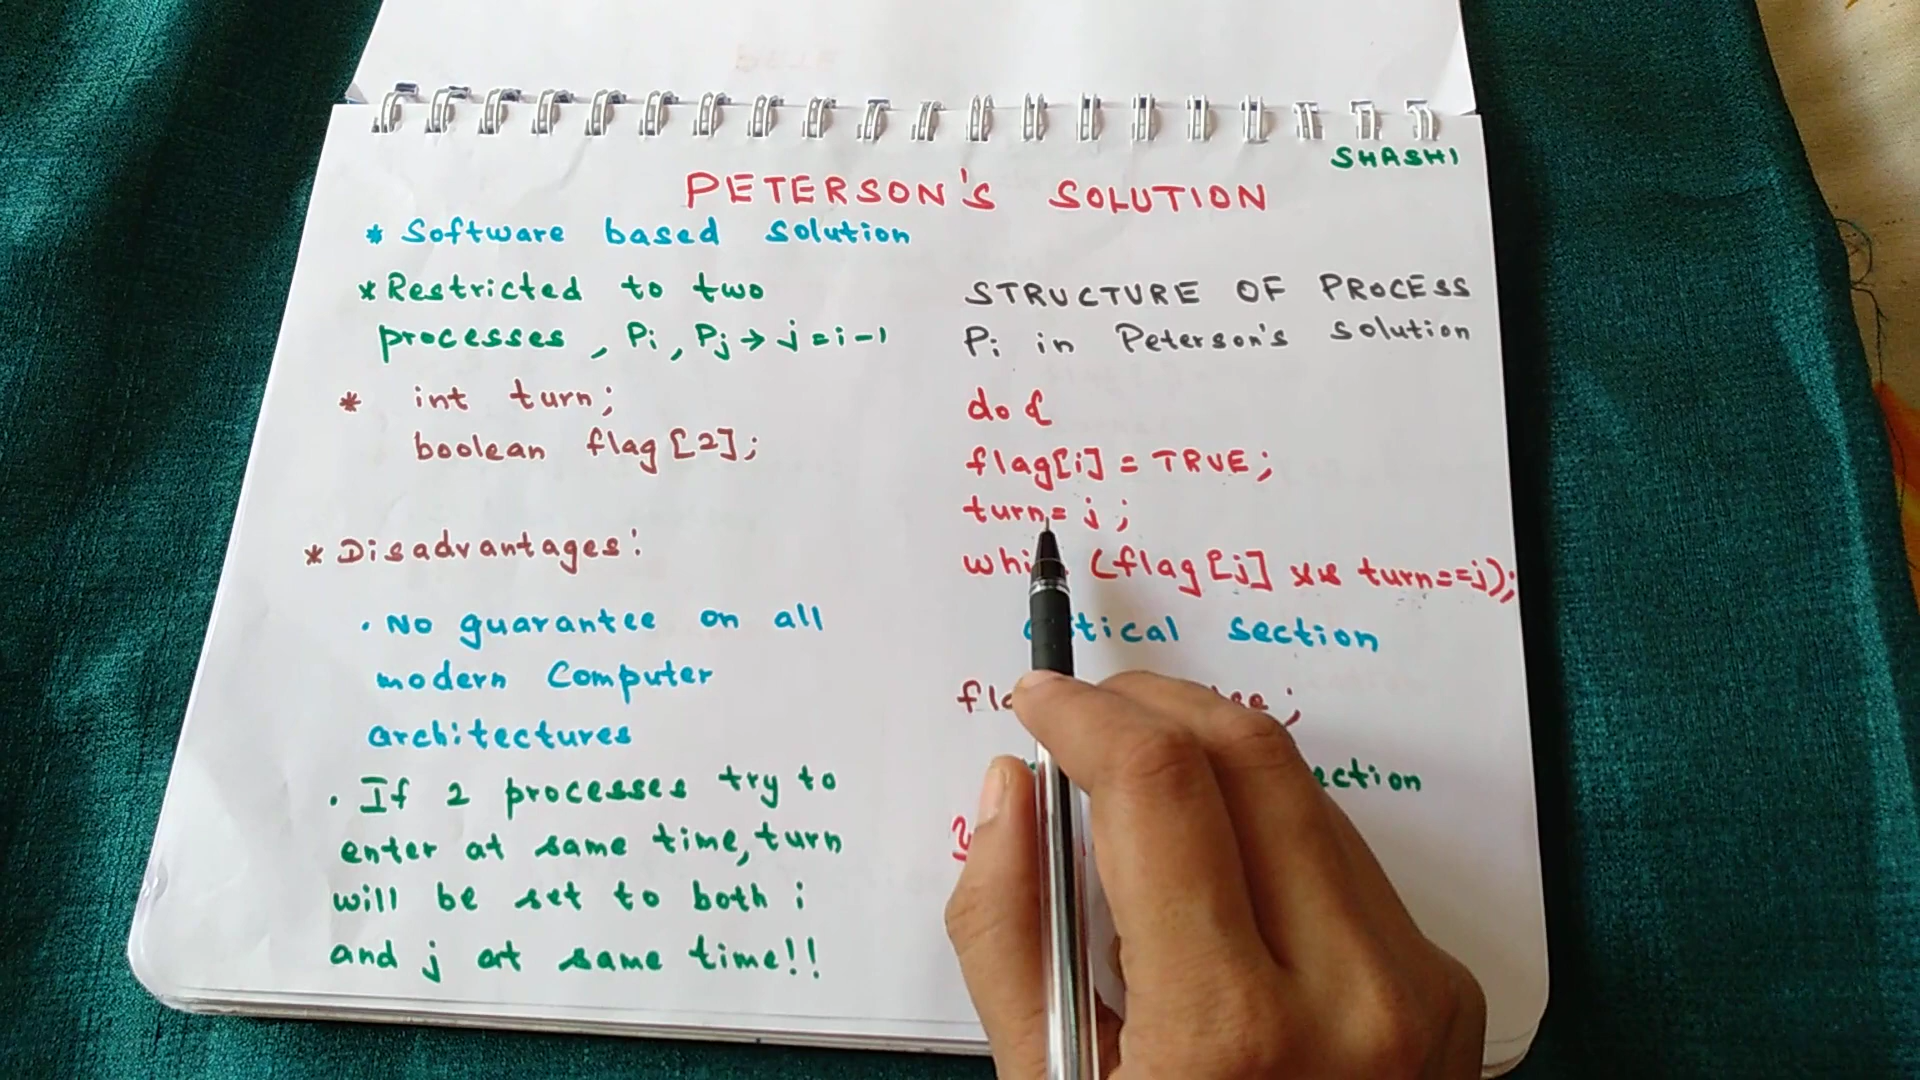 SHASHI
PETERSON'S SOLUTION
* Software based solution
* Restricted to two
processes, Pi, Pj → j=i-1
* int turn;
boolean flag[2];
* Disadvantages:
. No guarantee on all
modern Computer
architectures
. If 2 processes try to
enter at same time, turn
will be set to both i
and j at same time!!
STRUCTURE OF PROCESS
Pi in Peterson's solution
do {
flag[i] = TRUE;
turn= j;
(flag[j] && turn==j);
section
;